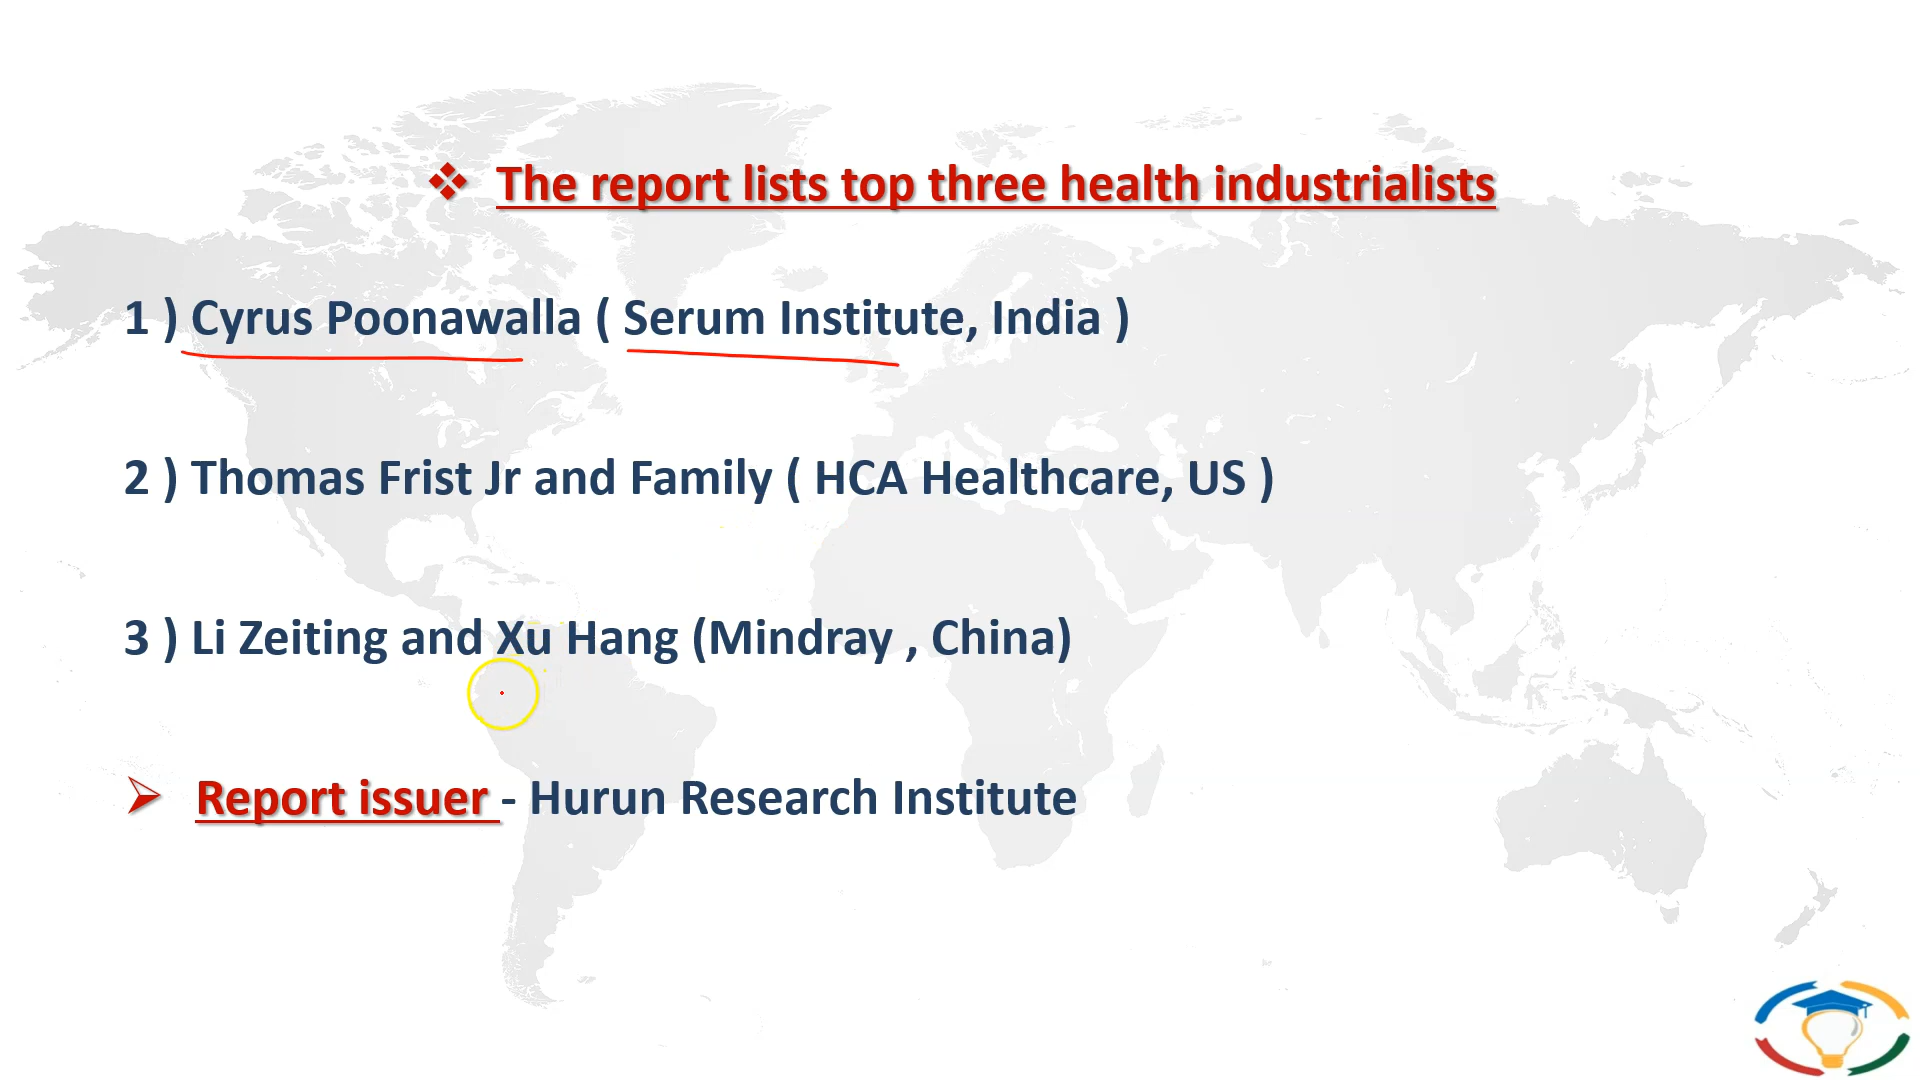 The report lists top three health industrialists
1 ) Cyrus Poonawalla ( Serum Institute, India )
2 ) Thomas Frist Jr and Family ( HCA Healthcare, US )
3 ) Li Zeiting and Xu Hang (Mindray , China)
Report issuer - Hurun Research Institute